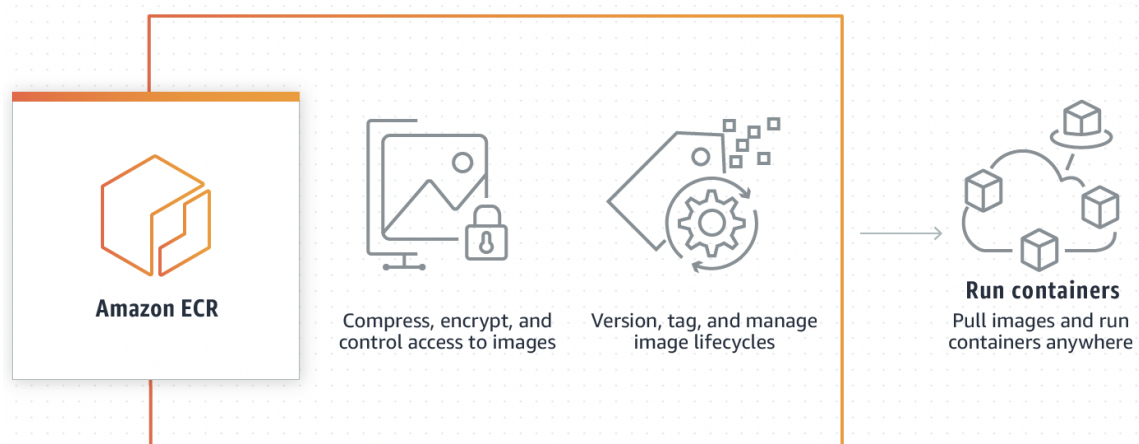 Amazon ECR
Compress, encrypt, and
control access to images
Version, tag, and manage
image lifecycles
Run containers
Pull images and run
containers anywhere